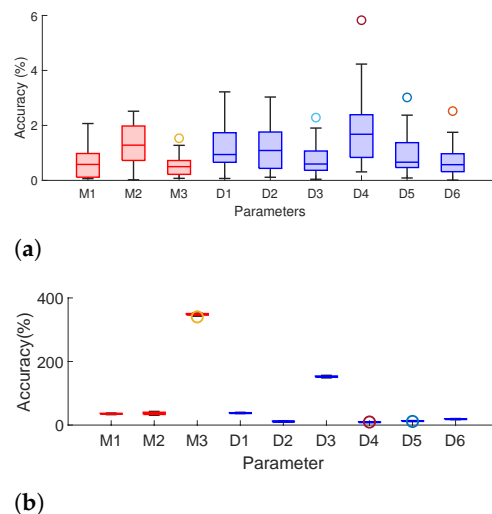 6
4
2
0
Accuracy (%)
M1 M2 M3 D1 D2 D3 D4 D5 D6
Parameters
(a)
400
200
0
Accuracy(%)
M1 M2 M3 D1 D2 D3 D4 D5 D6
Parameter
(b)